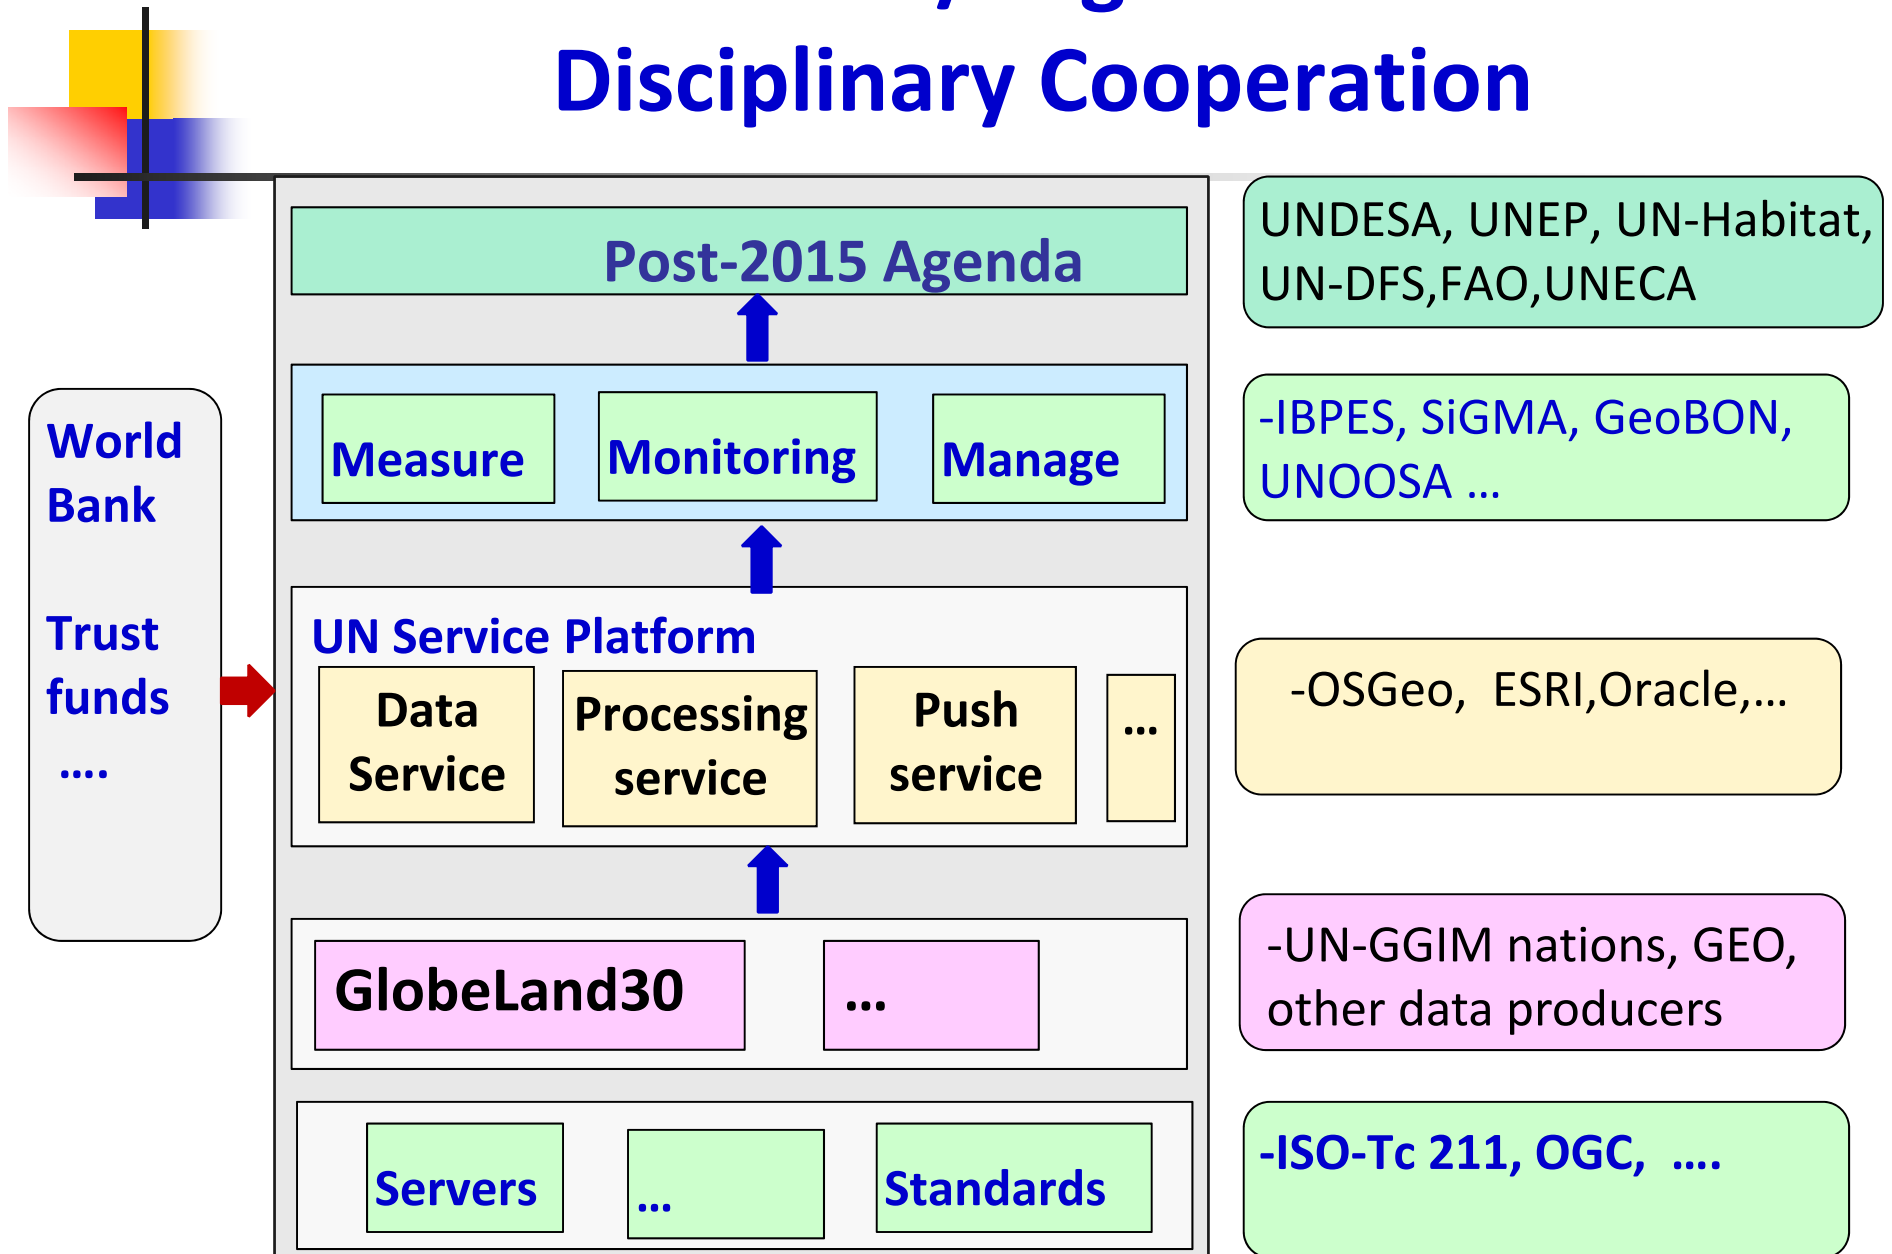 Disciplinary Cooperation
Post-2015 Agenda
UNDESA, UNEP, UN-Habitat,
UN-DFS,FAO,UNECA
World
Bank
Trust
funds
....
Measure
Monitoring
Manage
-IBPES, SiGMA, GeoBON,
UNOOSA ...
UN Service Platform
Data
Service
Processing
service
Push
service
...
-OSGeo, ESRI,Oracle,...
GlobeLand30
...
-UN-GGIM nations, GEO,
other data producers
Servers
...
Standards
-ISO-Tc 211, OGC, ....